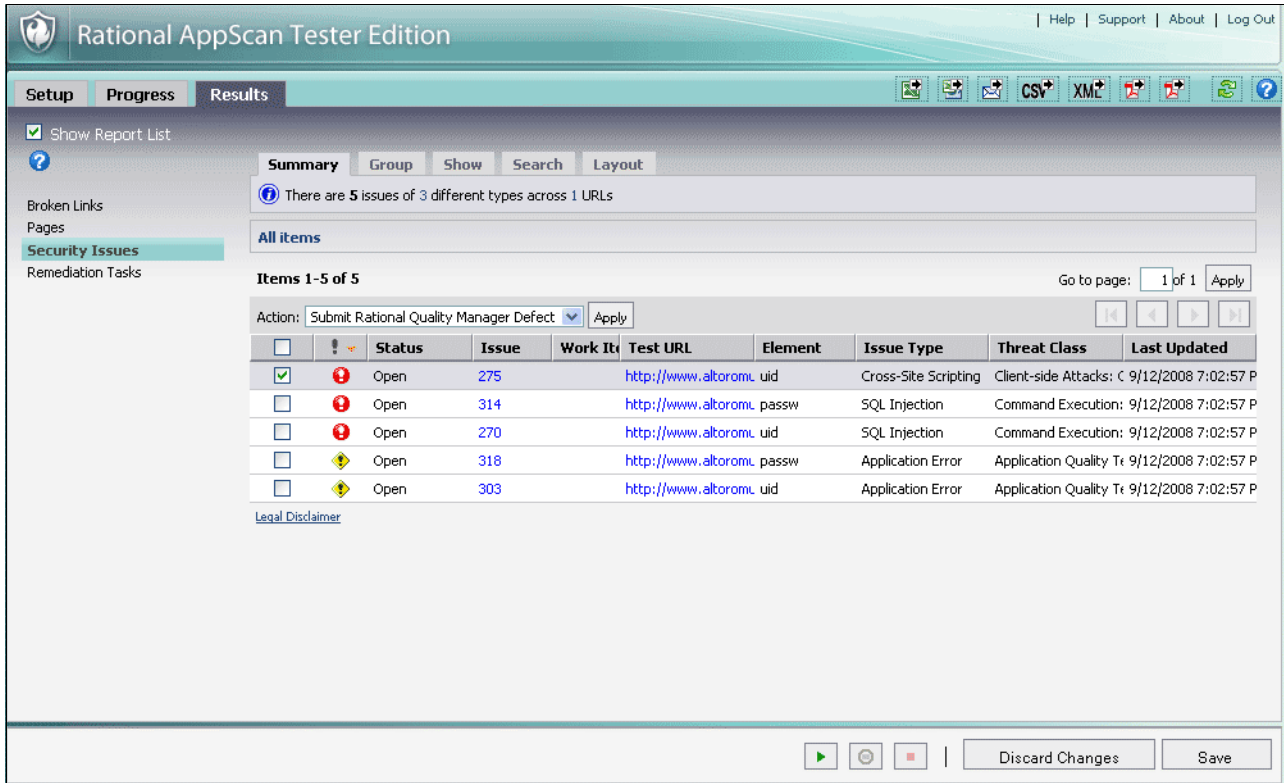 | Help | Support | About | Log Out
Rational AppScan Tester Edition
Setup Progress Results CSV XML
Show Report List
Summary Group Show Search Layout
There are 5 issues of 3 different types across 1 URLs
Broken Links
Pages
Security Issues
Remediation Tasks
All items
Items 1-5 of 5 Go to page: 1 of 1 Apply
Action: Submit Rational Quality Manager Defect Apply
Status Issue Work Ite Test URL Element Issue Type Threat Class Last Updated
Open 275 http://www.altoromu uid Cross-Site Scripting Client-side Attacks: C 9/12/2008 7:02:57 P
Open 314 http://www.altoromu passw SQL Injection Command Execution: 9/12/2008 7:02:57 P
Open 270 http://www.altoromu uid SQL Injection Command Execution: 9/12/2008 7:02:57 P
Open 318 http://www.altoromu passw Application Error Application Quality Te 9/12/2008 7:02:57 P
Open 303 http://www.altoromu uid Application Error Application Quality Te 9/12/2008 7:02:57 P
Legal Disclaimer
Discard Changes Save